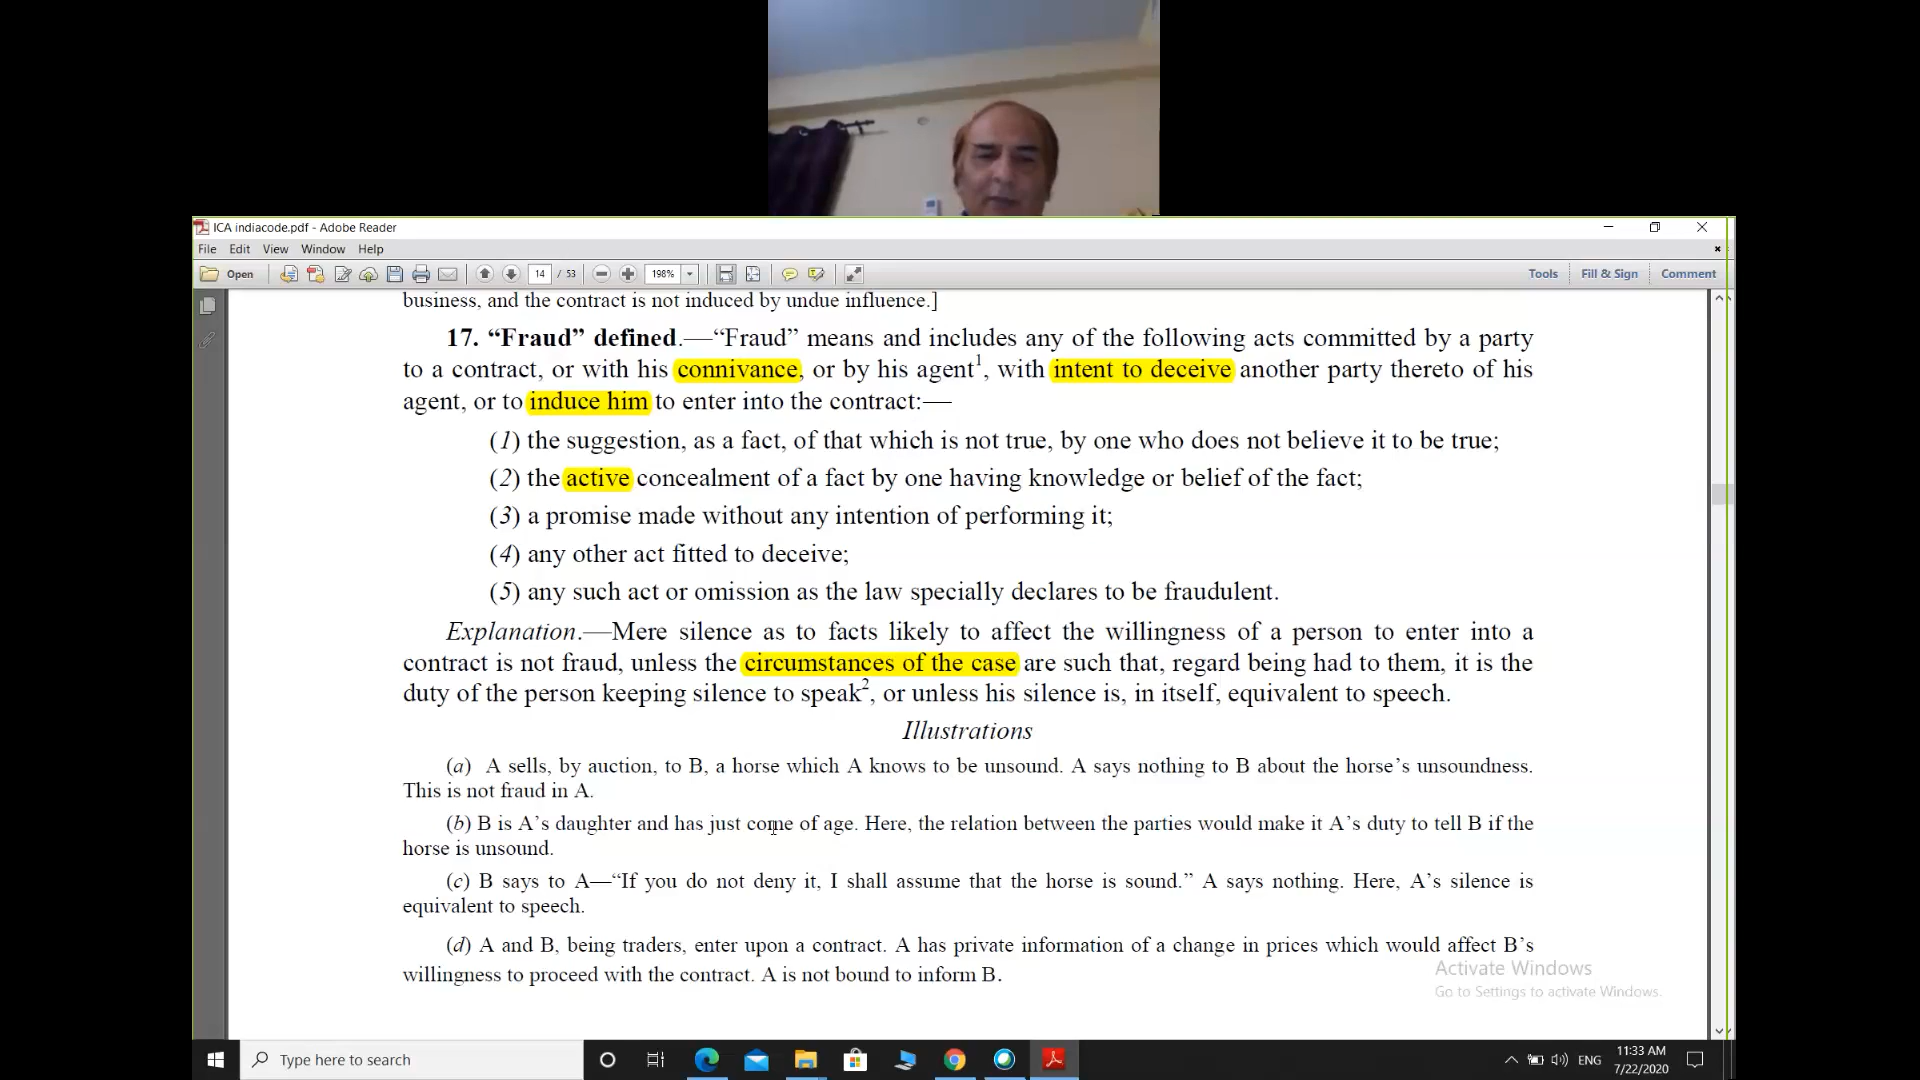 ICA indiacode.pdf - Adobe Reader
File Edit View Window Help
Open 14 / 53 198% Tools Fill & Sign Comment
business, and the contract is not induced by undue influence.]
17. “Fraud” defined.—“Fraud” means and includes any of the following acts committed by a party
to a contract, or with his connivance, or by his agent1, with intent to deceive another party thereto of his
agent, or to induce him to enter into the contract:—
(1) the suggestion, as a fact, of that which is not true, by one who does not believe it to be true;
(2) the active concealment of a fact by one having knowledge or belief of the fact;
(3) a promise made without any intention of performing it;
(4) any other act fitted to deceive;
(5) any such act or omission as the law specially declares to be fraudulent.
Explanation.—Mere silence as to facts likely to affect the willingness of a person to enter into a
contract is not fraud, unless the circumstances of the case are such that, regard being had to them, it is the
duty of the person keeping silence to speak2, or unless his silence is, in itself, equivalent to speech.
Illustrations
(a) A sells, by auction, to B, a horse which A knows to be unsound. A says nothing to B about the horse’s unsoundness.
This is not fraud in A.
(b) B is A’s daughter and has just come of age. Here, the relation between the parties would make it A’s duty to tell B if the
horse is unsound.
(c) B says to A—“If you do not deny it, I shall assume that the horse is sound.” A says nothing. Here, A’s silence is
equivalent to speech.
(d) A and B, being traders, enter upon a contract. A has private information of a change in prices which would affect B’s
willingness to proceed with the contract. A is not bound to inform B.
Activate Windows
Go to Settings to activate Windows.
Type here to search
ENG
11:33 AM
7/22/2020